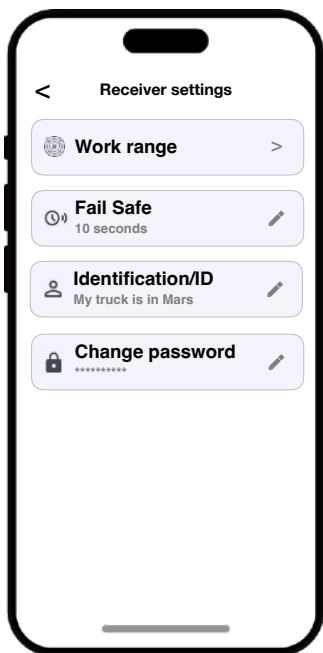 < Receiver settings
Work range >
Fail Safe
10 seconds
Identification/ID
My truck is in Mars
Change password
**********